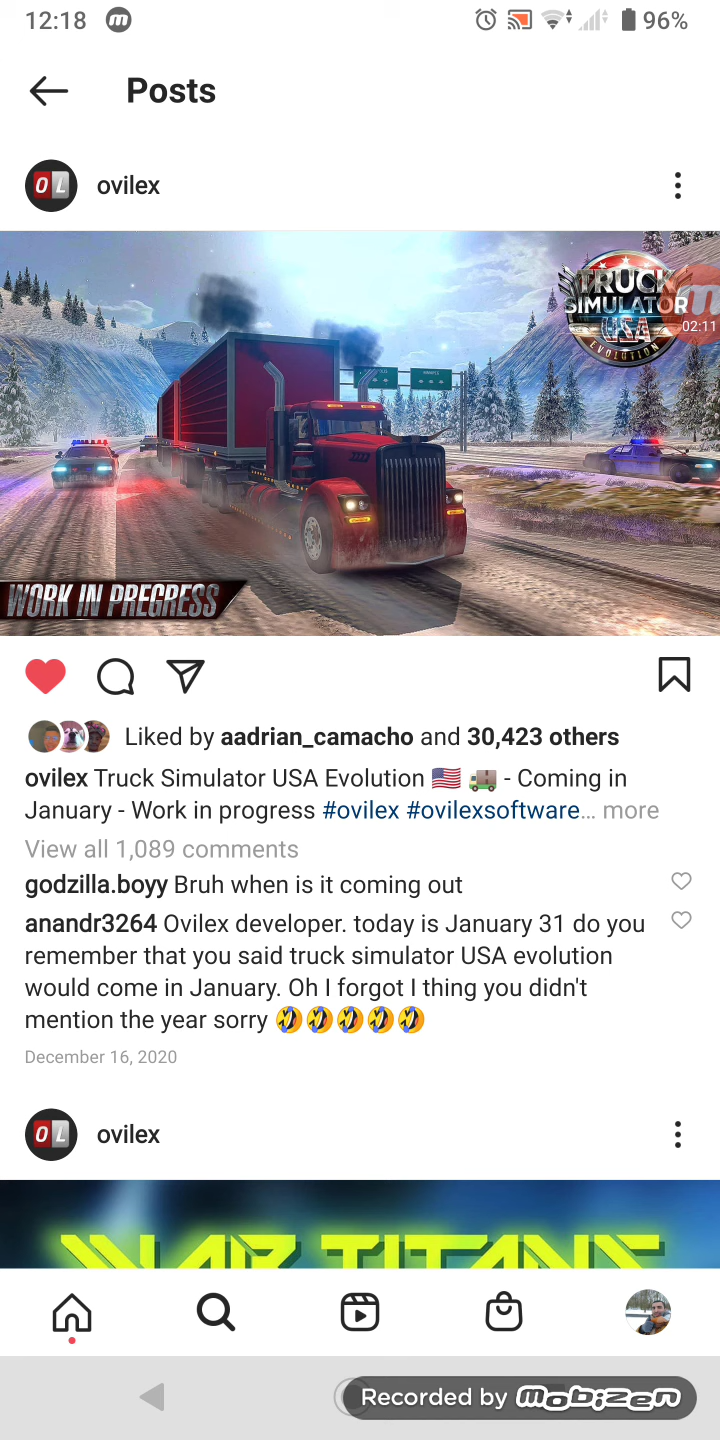 12:18 m 96%
Posts
OL ovilex
TRUCK
SIMULATOR
USA
EVOLUTION
02:11
WORK IN PREGRESS
Liked by aadrian_camacho and 30,423 others
ovilex Truck Simulator USA Evolution 🇺🇸 🚚 - Coming in
January - Work in progress #ovilex #ovilexsoftware… more
View all 1,089 comments
godzilla.boyy Bruh when is it coming out
anandr3264 Ovilex developer. today is January 31 do you
remember that you said truck simulator USA evolution
would come in January. Oh I forgot I thing you didn't
mention the year sorry 🤣🤣🤣🤣🤣
December 16, 2020
OL ovilex
WAR TITANS
Recorded by mobizen